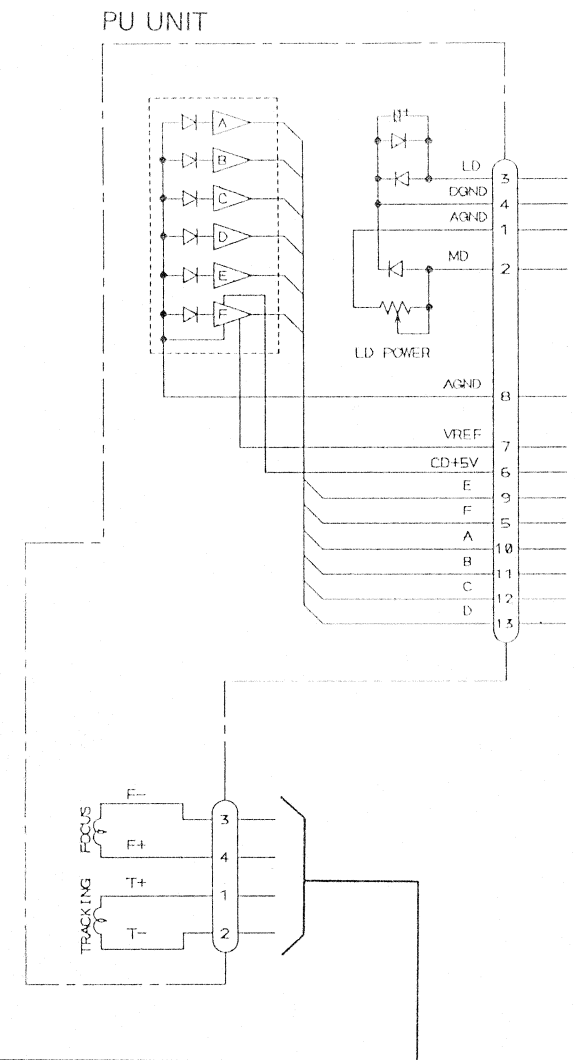 PU UNIT
A
B
C
D
E
F
LD 3
DGND 4
AGND 1
MD 2
LD POWER
AGND 8
VREF 7
CD+5V 6
E 9
F 5
A 10
B 11
C 12
D 13
FOCUS
F- 3
F+ 4
TRACKING
T+ 1
T- 2